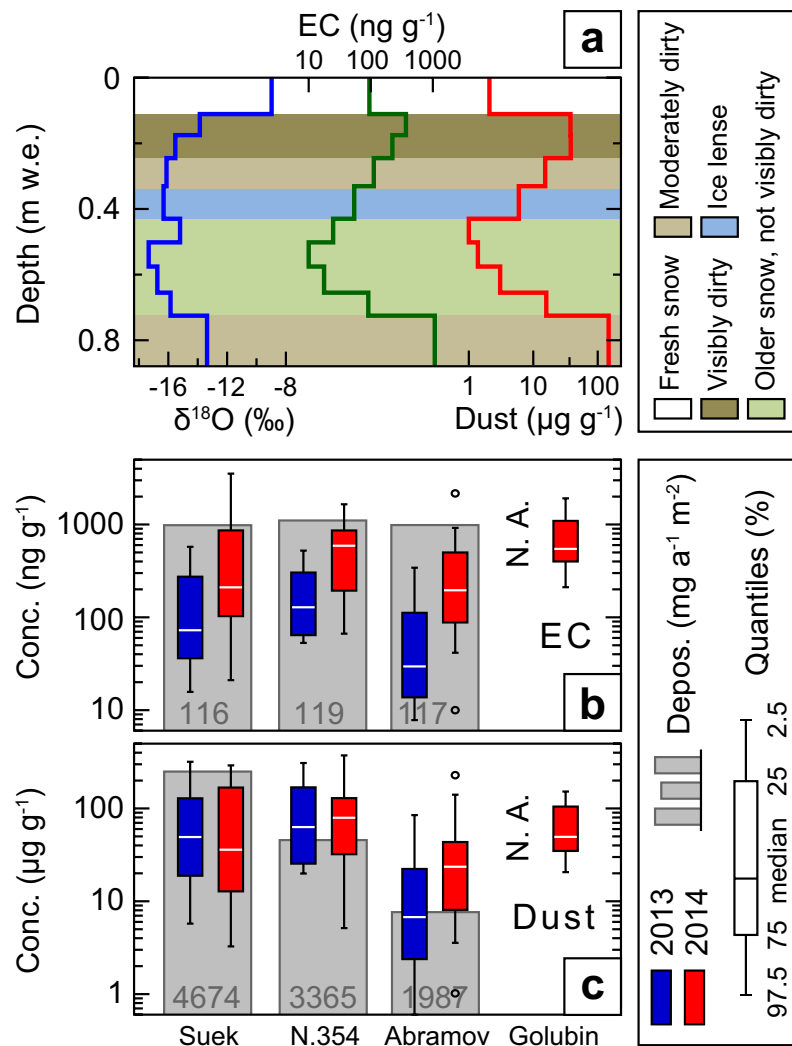 EC (ng g⁻¹)
10 100 1000
a
0
0.4
0.8
Depth (m w.e.)
-16 -12 -8
1 10 100
δ¹⁸O (‰)
Dust (µg g⁻¹)
Fresh snow
Moderately dirty
Visibly dirty
Ice lense
Older snow, not visibly dirty
1000
100
10
Conc. (ng g⁻¹)
N. A.
EC
116 119 117
b
100
10
1
Conc. (µg g⁻¹)
N. A.
Dust
4674 3365 1987
c
Suek N.354 Abramov Golubin
2013
2014
Depos. (mg a⁻¹ m⁻²)
97.5 75 median 25 2.5
Quantiles (%)